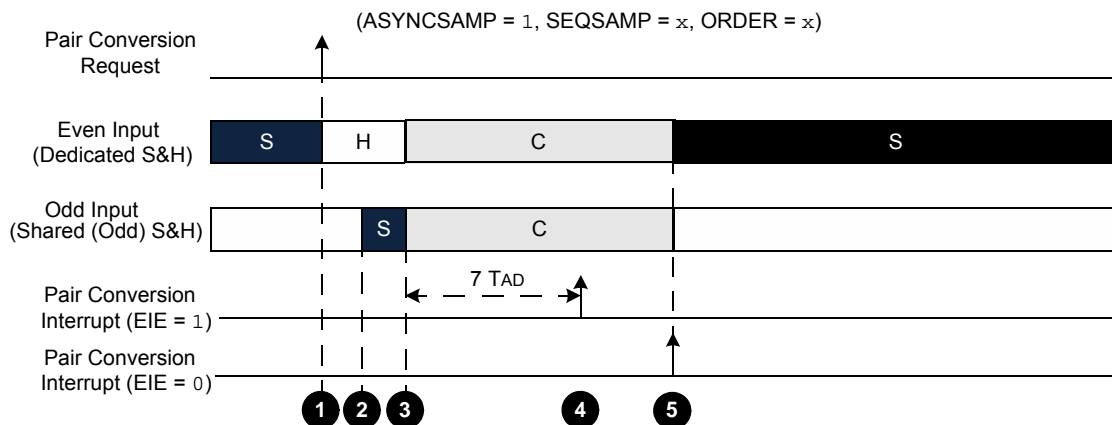 (ASYNCSAMP = 1, SEQSAMP = x, ORDER = x)
Pair Conversion
Request
Even Input
(Dedicated S&H)
S
H
C
S
Odd Input
(Shared (Odd) S&H)
S
C
7 TAD
Pair Conversion
Interrupt (EIE = 1)
Pair Conversion
Interrupt (EIE = 0)
1 2 3 4 5